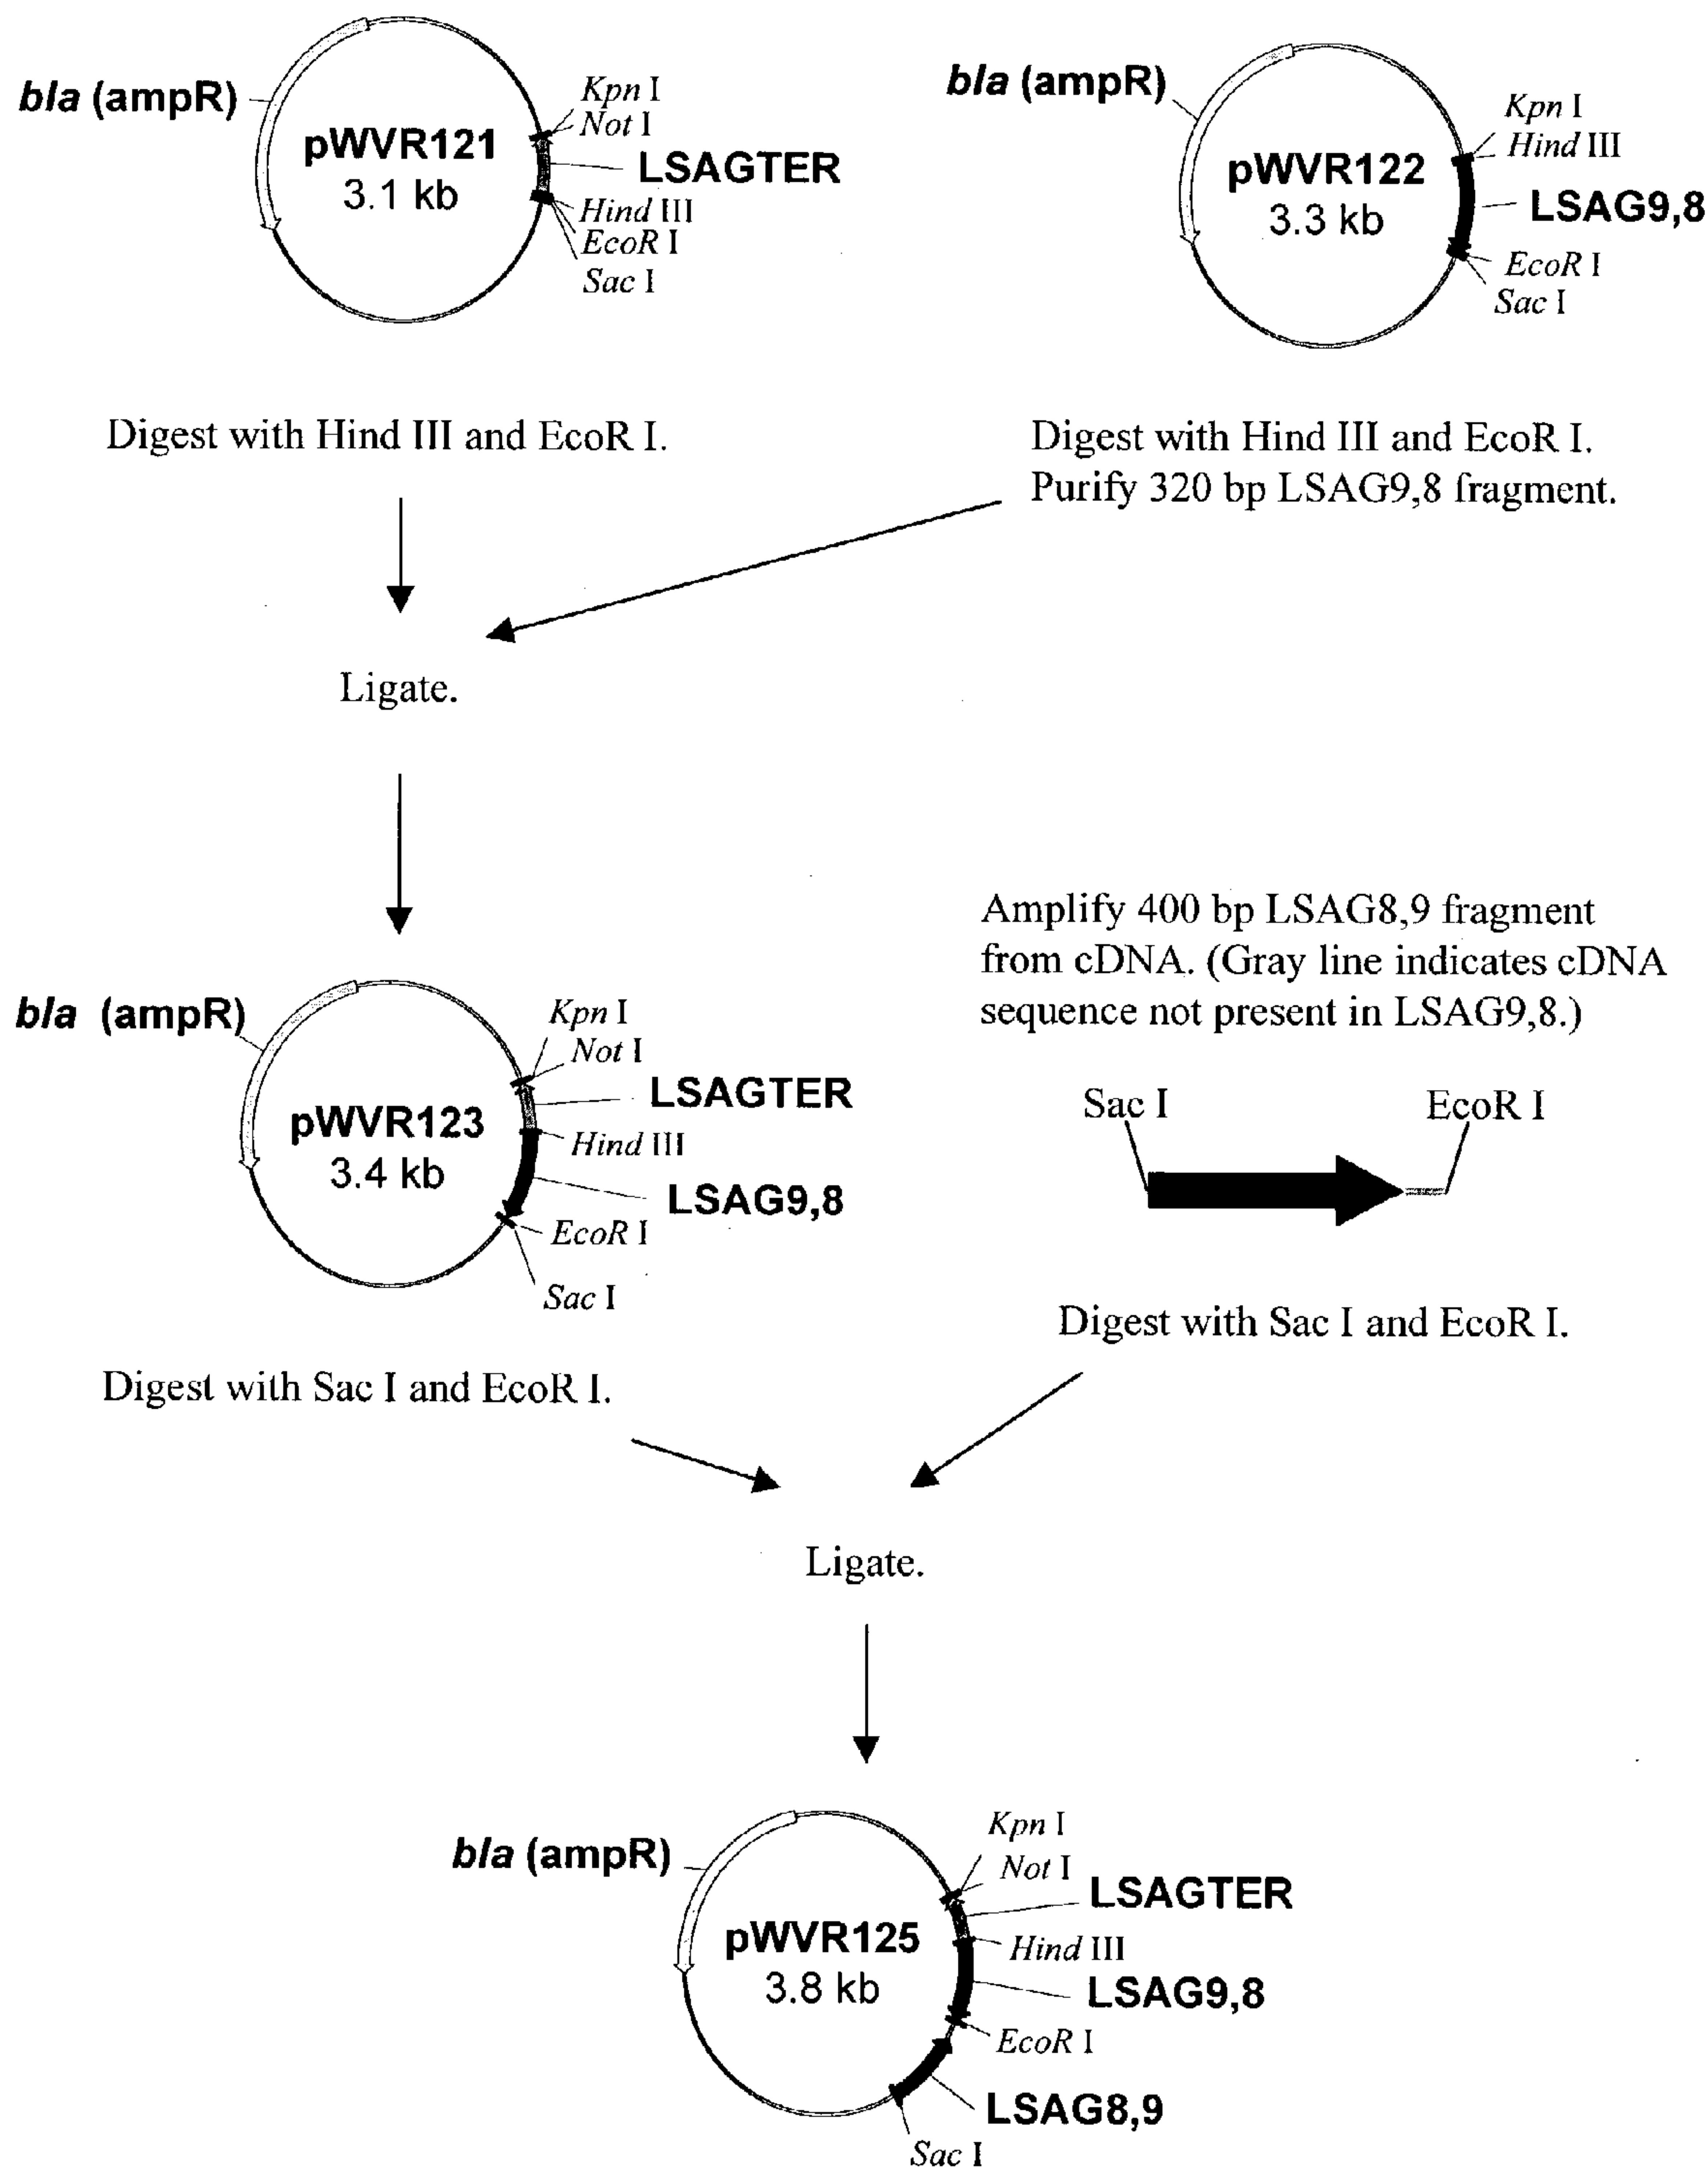 bla (ampR)
pWVR121
3.1 kb
Kpn I
Not I
LSAGTER
Hind III
EcoR I
Sac I
bla (ampR)
pWVR122
3.3 kb
Kpn I
Hind III
LSAG9,8
EcoR I
Sac I
Digest with Hind III and EcoR I.
Digest with Hind III and EcoR I.
Purify 320 bp LSAG9,8 fragment.
Ligate.
bla (ampR)
pWVR123
3.4 kb
Kpn I
Not I
LSAGTER
Hind III
LSAG9,8
EcoR I
Sac I
Amplify 400 bp LSAG8,9 fragment
from cDNA. (Gray line indicates cDNA
sequence not present in LSAG9,8.)
Sac I
EcoR I
Digest with Sac I and EcoR I.
Digest with Sac I and EcoR I.
Ligate.
bla (ampR)
pWVR125
3.8 kb
Kpn I
Not I
LSAGTER
Hind III
LSAG9,8
EcoR I
LSAG8,9
Sac I